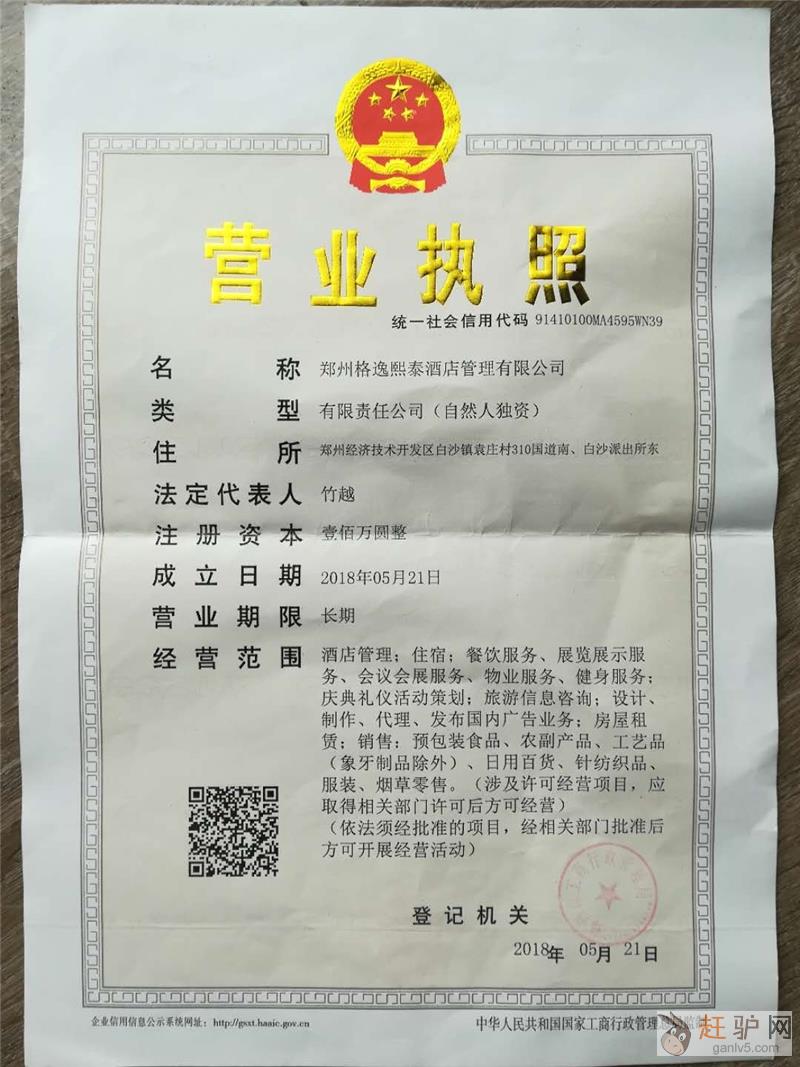 营业执照
统一社会信用代码 91410100MA4595WN39
名称 郑州格逸熙泰酒店管理有限公司
类型 有限责任公司（自然人独资）
住所 郑州经济技术开发区白沙镇袁庄村310国道南、白沙派出所东
法定代表人 竹越
注册资本 壹佰万圆整
成立日期 2018年05月21日
营业期限 长期
经营范围 酒店管理；住宿；餐饮服务、展览展示服
务、会议会展服务、物业服务、健身服务；
庆典礼仪活动策划；旅游信息咨询；设计、
制作、代理、发布国内广告业务；房屋租
赁；销售：预包装食品、农副产品、工艺品
（象牙制品除外）、日用百货、针纺织品、
服装、烟草零售。（涉及许可经营项目，应
取得相关部门许可后方可经营）
（依法须经批准的项目，经相关部门批准后
方可开展经营活动）
登记机关
2018年 05月 21日
企业信用信息公示系统网址：http://gsxt.haaic.gov.cn
中华人民共和国国家工商行政管理
赶驴网
ganlv5.com